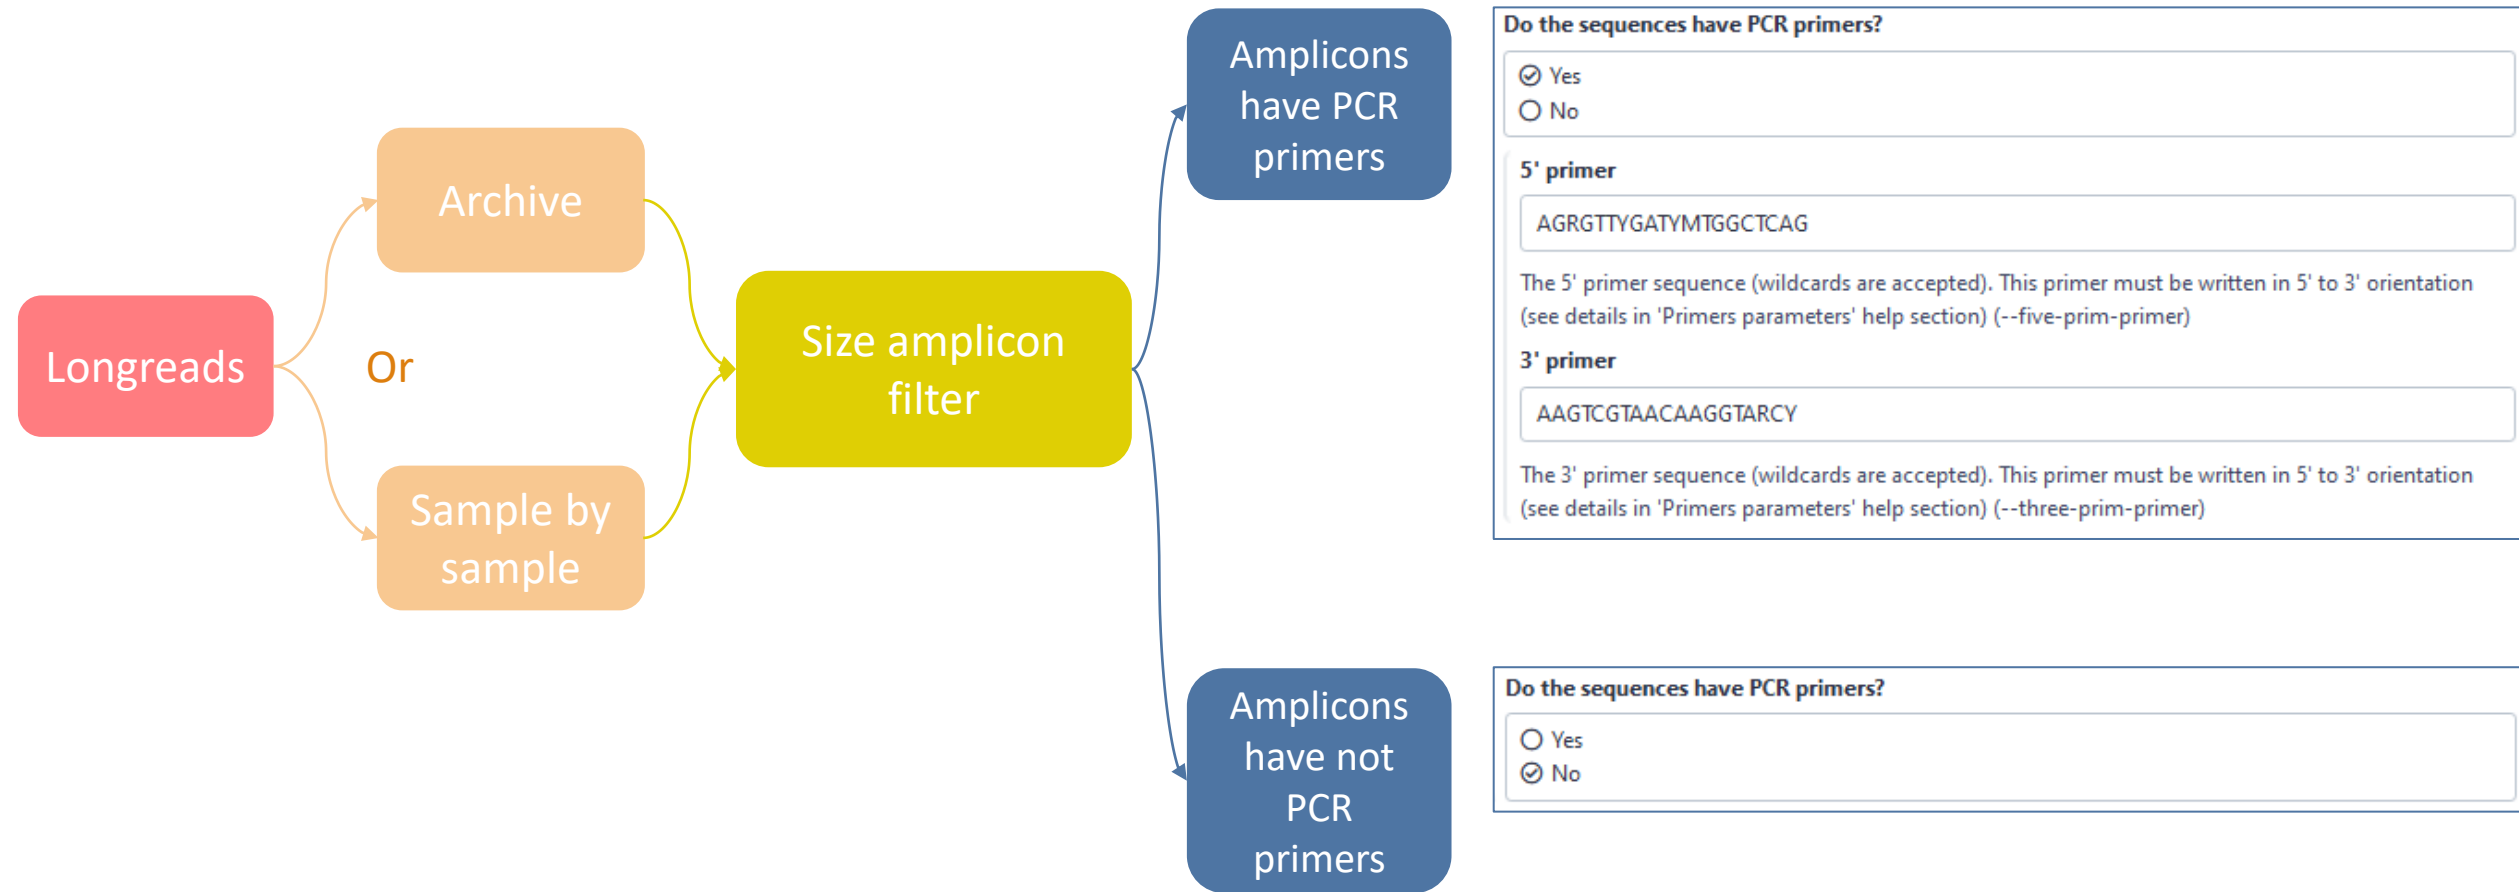 Longreads
Archive
Or
Sample by
sample
Size amplicon
filter
Amplicons
have PCR
primers
Do the sequences have PCR primers?
Yes
No
5' primer
AGRGTTYGATYMTGGCTCAG
The 5' primer sequence (wildcards are accepted). This primer must be written in 5' to 3' orientation
(see details in 'Primers parameters' help section) (--five-prim-primer)
3' primer
AAGTCGTAACAAGGTARCY
The 3' primer sequence (wildcards are accepted). This primer must be written in 5' to 3' orientation
(see details in 'Primers parameters' help section) (--three-prim-primer)
Amplicons
have not
PCR
primers
Do the sequences have PCR primers?
Yes
No